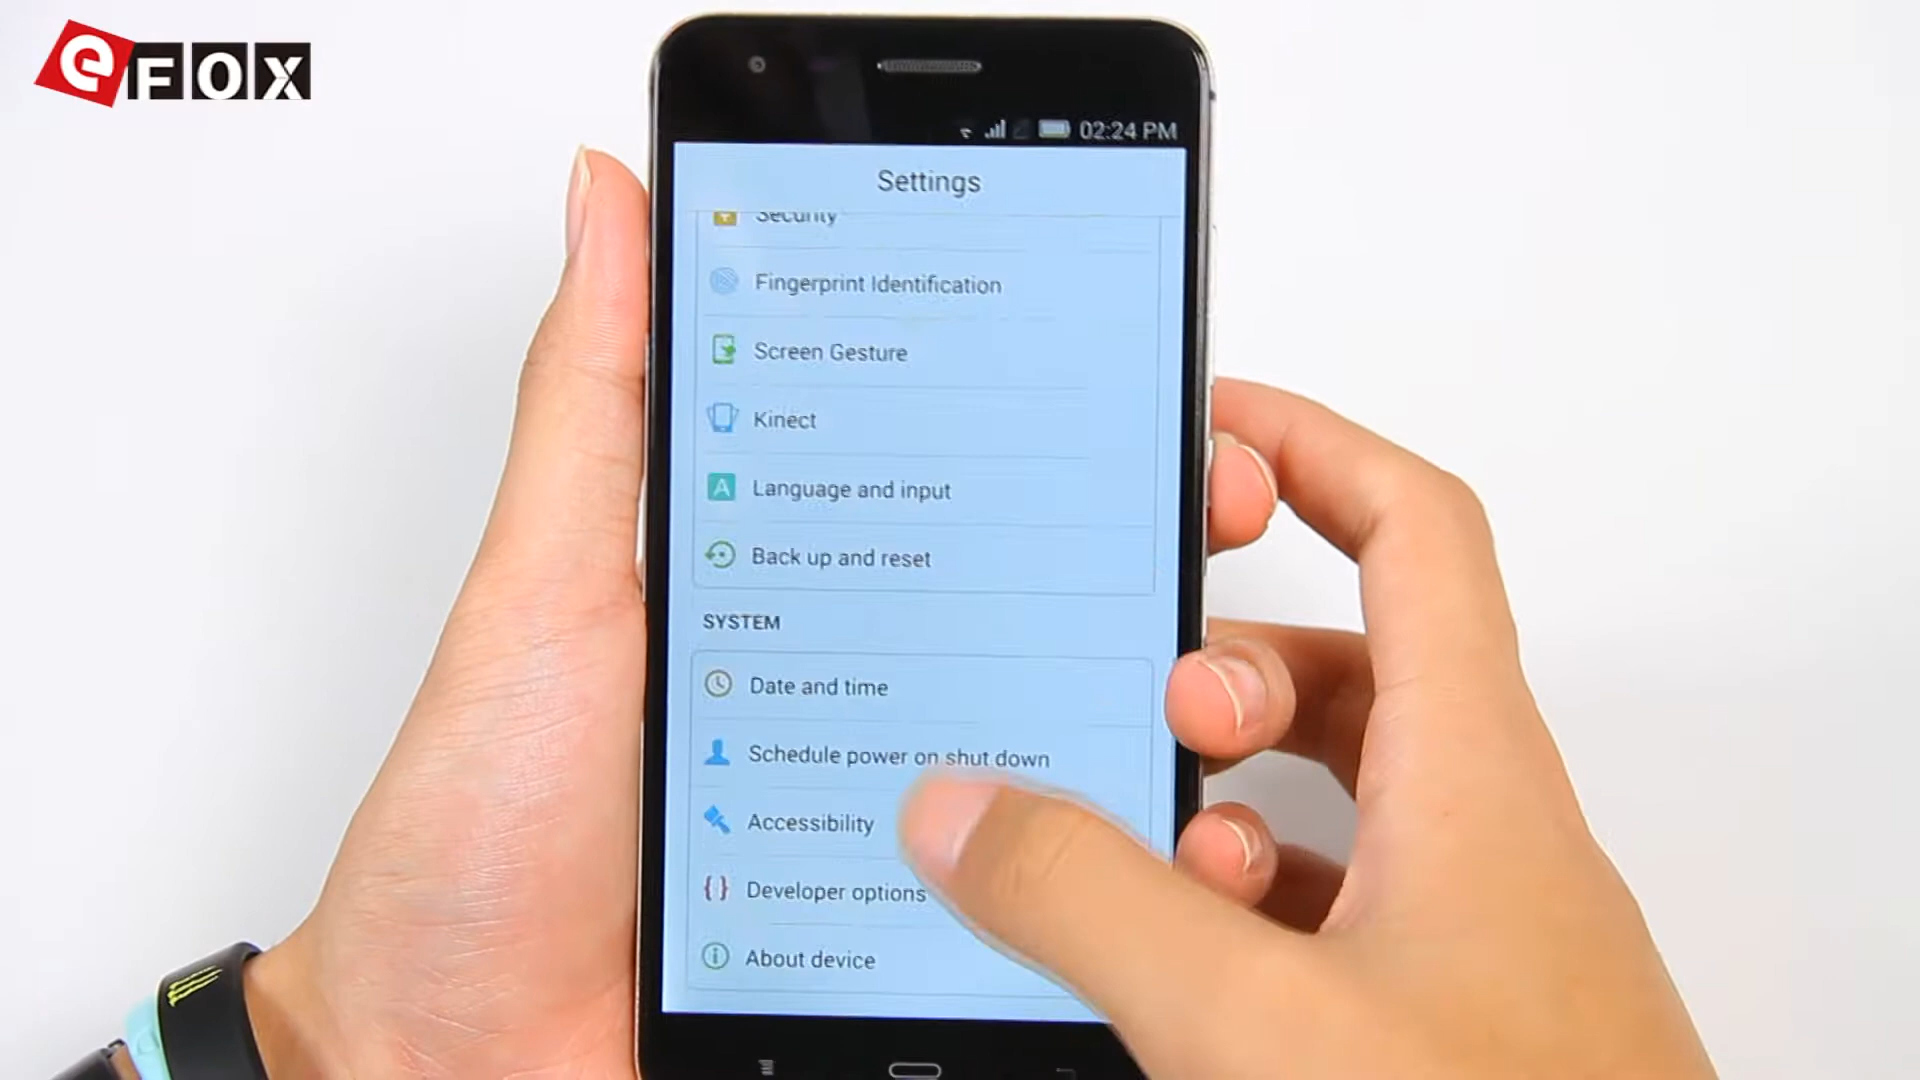 eFOX
02:24 PM
Settings
Security
Fingerprint Identification
Screen Gesture
Kinect
A Language and input
Back up and reset
SYSTEM
Date and time
Schedule power on shut down
Accessibility
{ } Developer options
About device